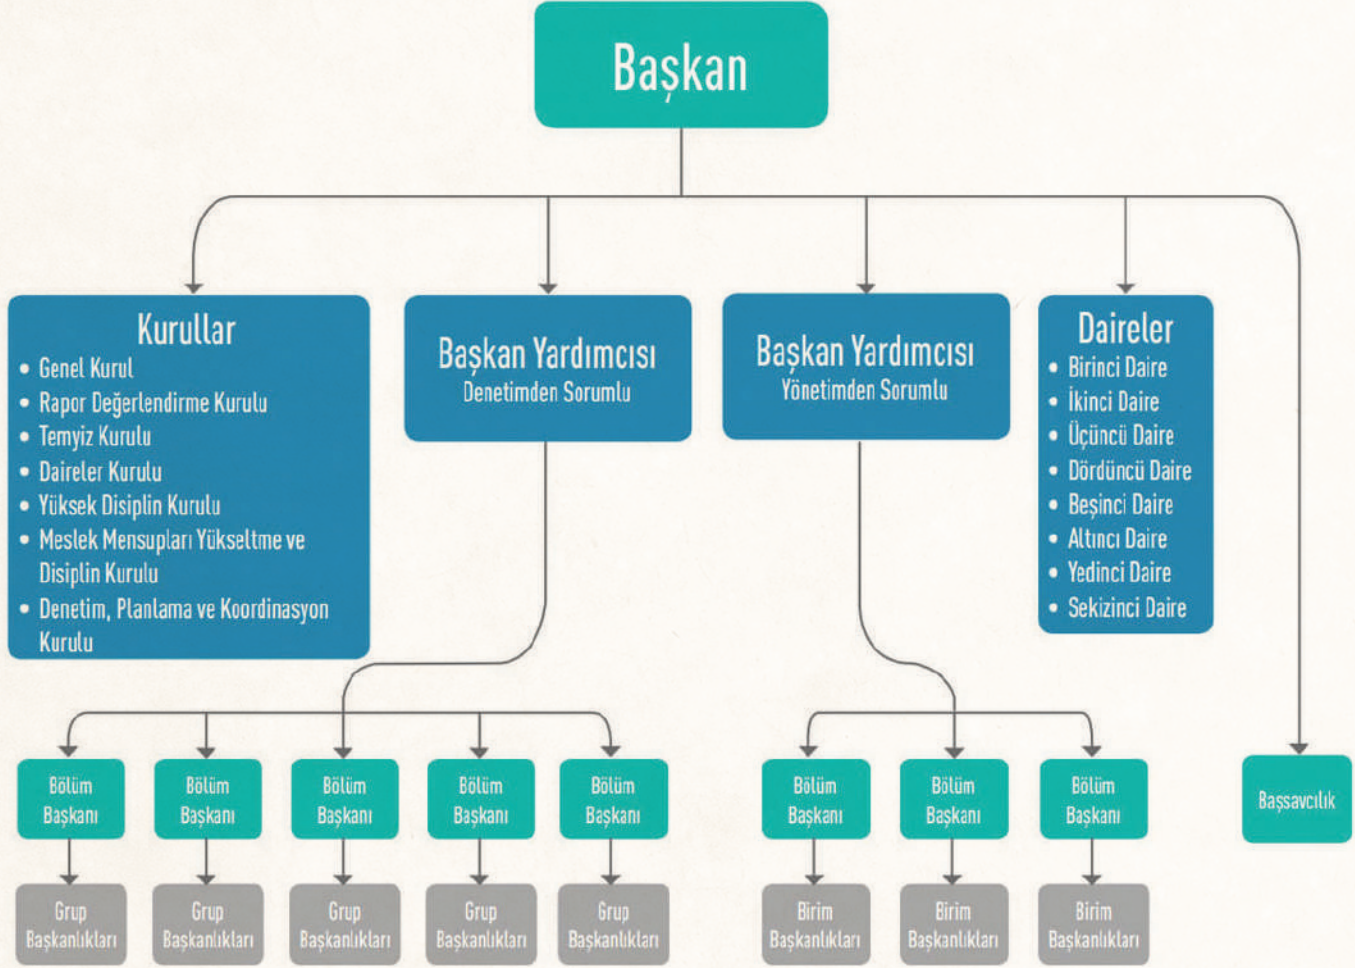 Başkan
Kurullar
• Genel Kurul
• Rapor Değerlendirme Kurulu
• Temyiz Kurulu
• Daireler Kurulu
• Yüksek Disiplin Kurulu
• Meslek Mensupları Yükseltme ve
Disiplin Kurulu
• Denetim, Planlama ve Koordinasyon
Kurulu
Başkan Yardımcısı
Denetimden Sorumlu
Başkan Yardımcısı
Yönetimden Sorumlu
Daireler
• Birinci Daire
• İkinci Daire
• Üçüncü Daire
• Dördüncü Daire
• Beşinci Daire
• Altıncı Daire
• Yedinci Daire
• Sekizinci Daire
Bölüm
Başkanı
Bölüm
Başkanı
Bölüm
Başkanı
Bölüm
Başkanı
Bölüm
Başkanı
Bölüm
Başkanı
Bölüm
Başkanı
Bölüm
Başkanı
Başsavcılık
Grup
Başkanlıkları
Grup
Başkanlıkları
Grup
Başkanlıkları
Grup
Başkanlıkları
Grup
Başkanlıkları
Birim
Başkanlıkları
Birim
Başkanlıkları
Birim
Başkanlıkları